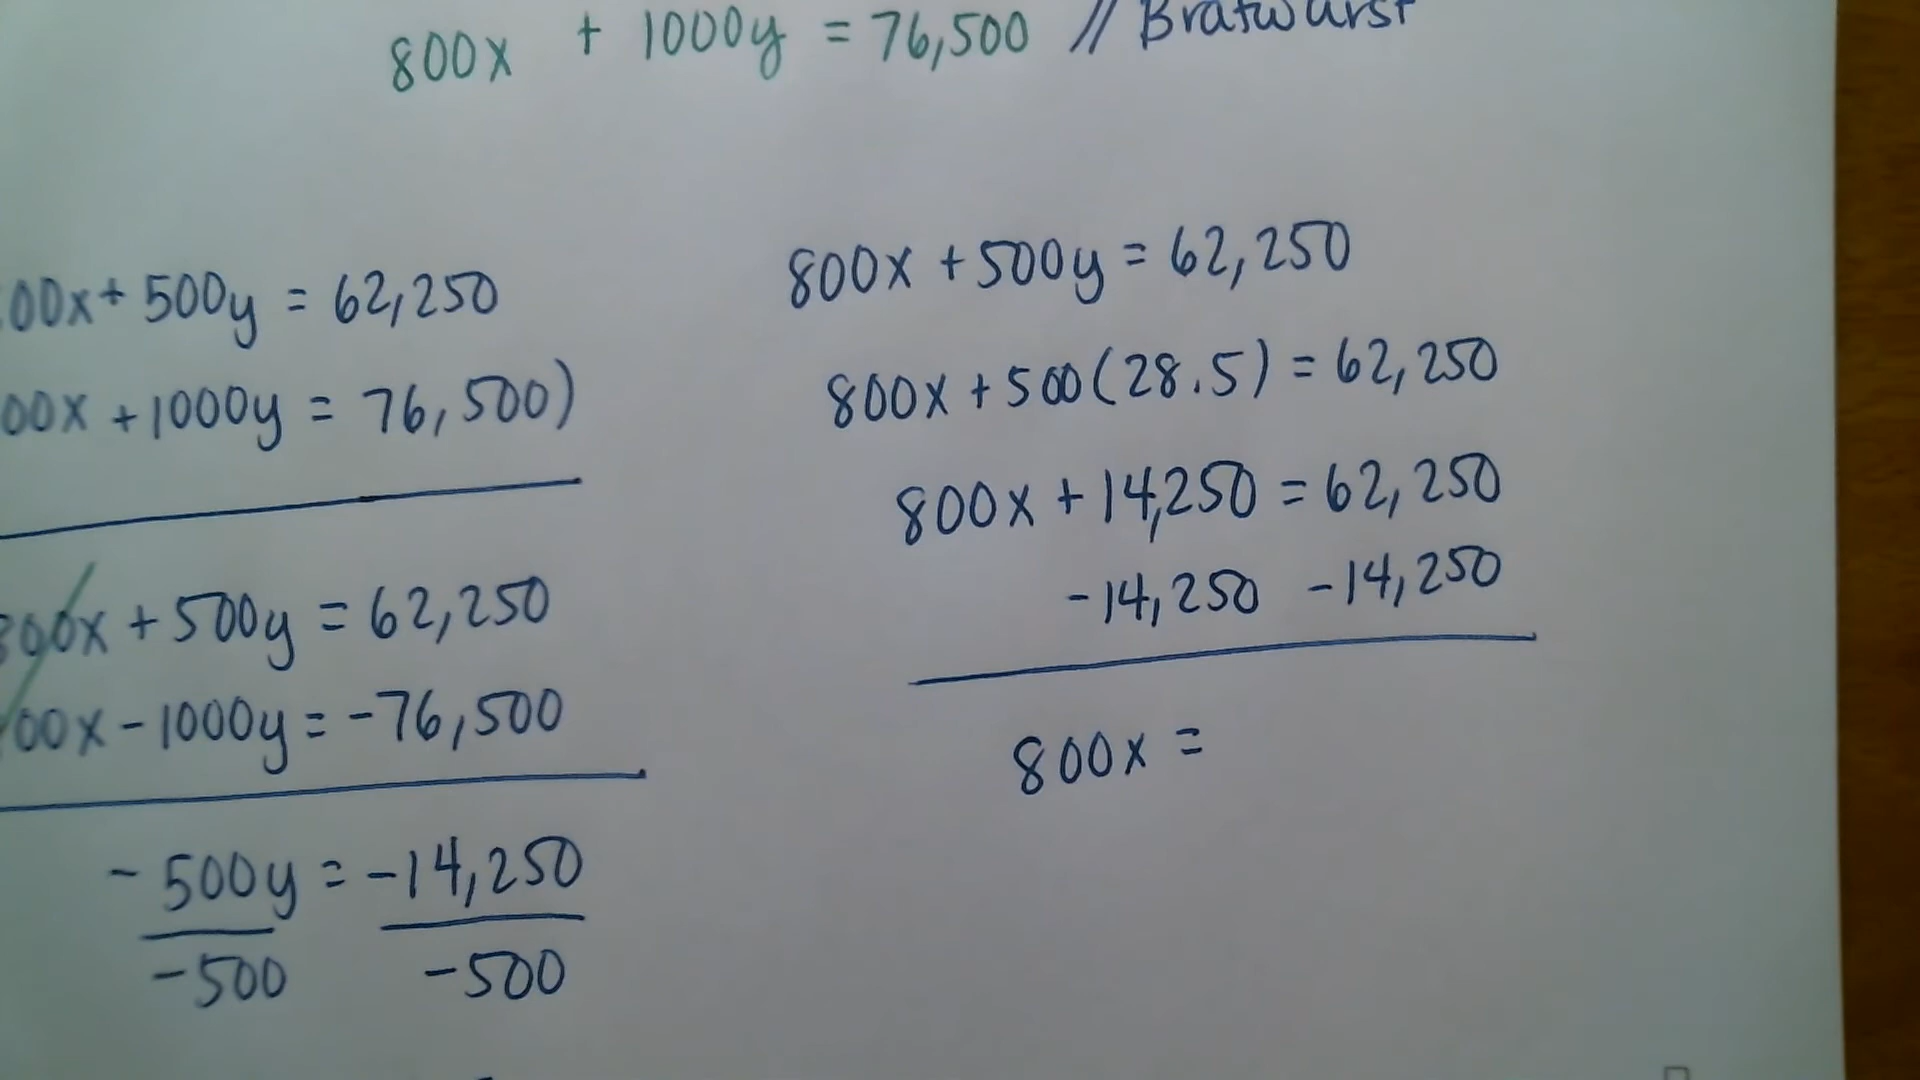 800x + 1000y = 76,500 // Bratwurst
00x + 500y = 62,250
00x + 1000y = 76,500)
800x + 500y = 62,250
00x - 1000y = -76,500
- 500y = -14,250
-500 -500
800x + 500y = 62,250
800x + 500(28.5) = 62,250
800x + 14,250 = 62,250
-14,250 -14,250
800x =